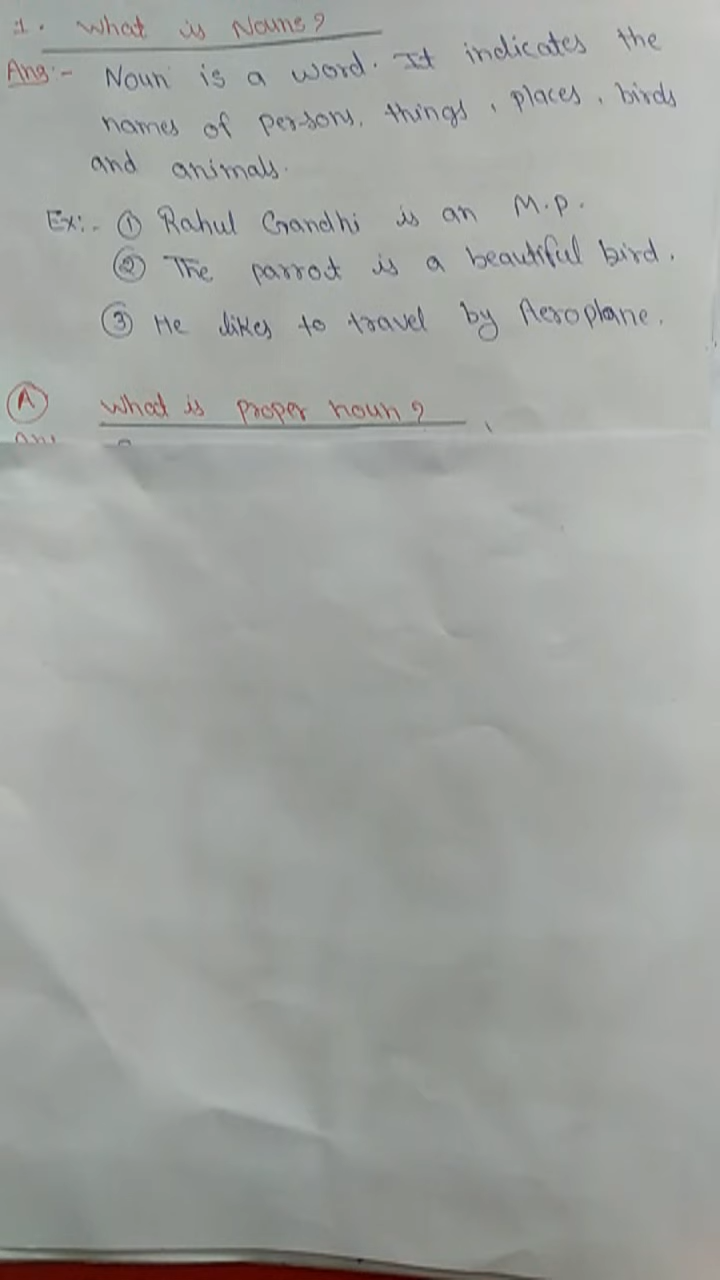 1. What is Nouns?
Ans:- Noun is a word. It indicates the
names of persons, things, places, birds
and animals.
Ex:- ① Rahul Gandhi is an M.P.
② The parrot is a beautiful bird.
③ He likes to travel by Aeroplane.
Ⓐ What is proper noun?